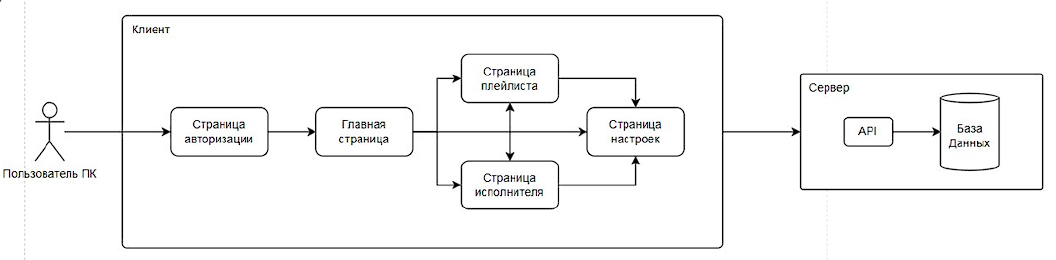 Клиент
Сервер
Страница
плейлиста
Страница
авторизации
Главная
страница
Страница
настроек
API
База
Данных
Пользователь ПК
Страница
исполнителя